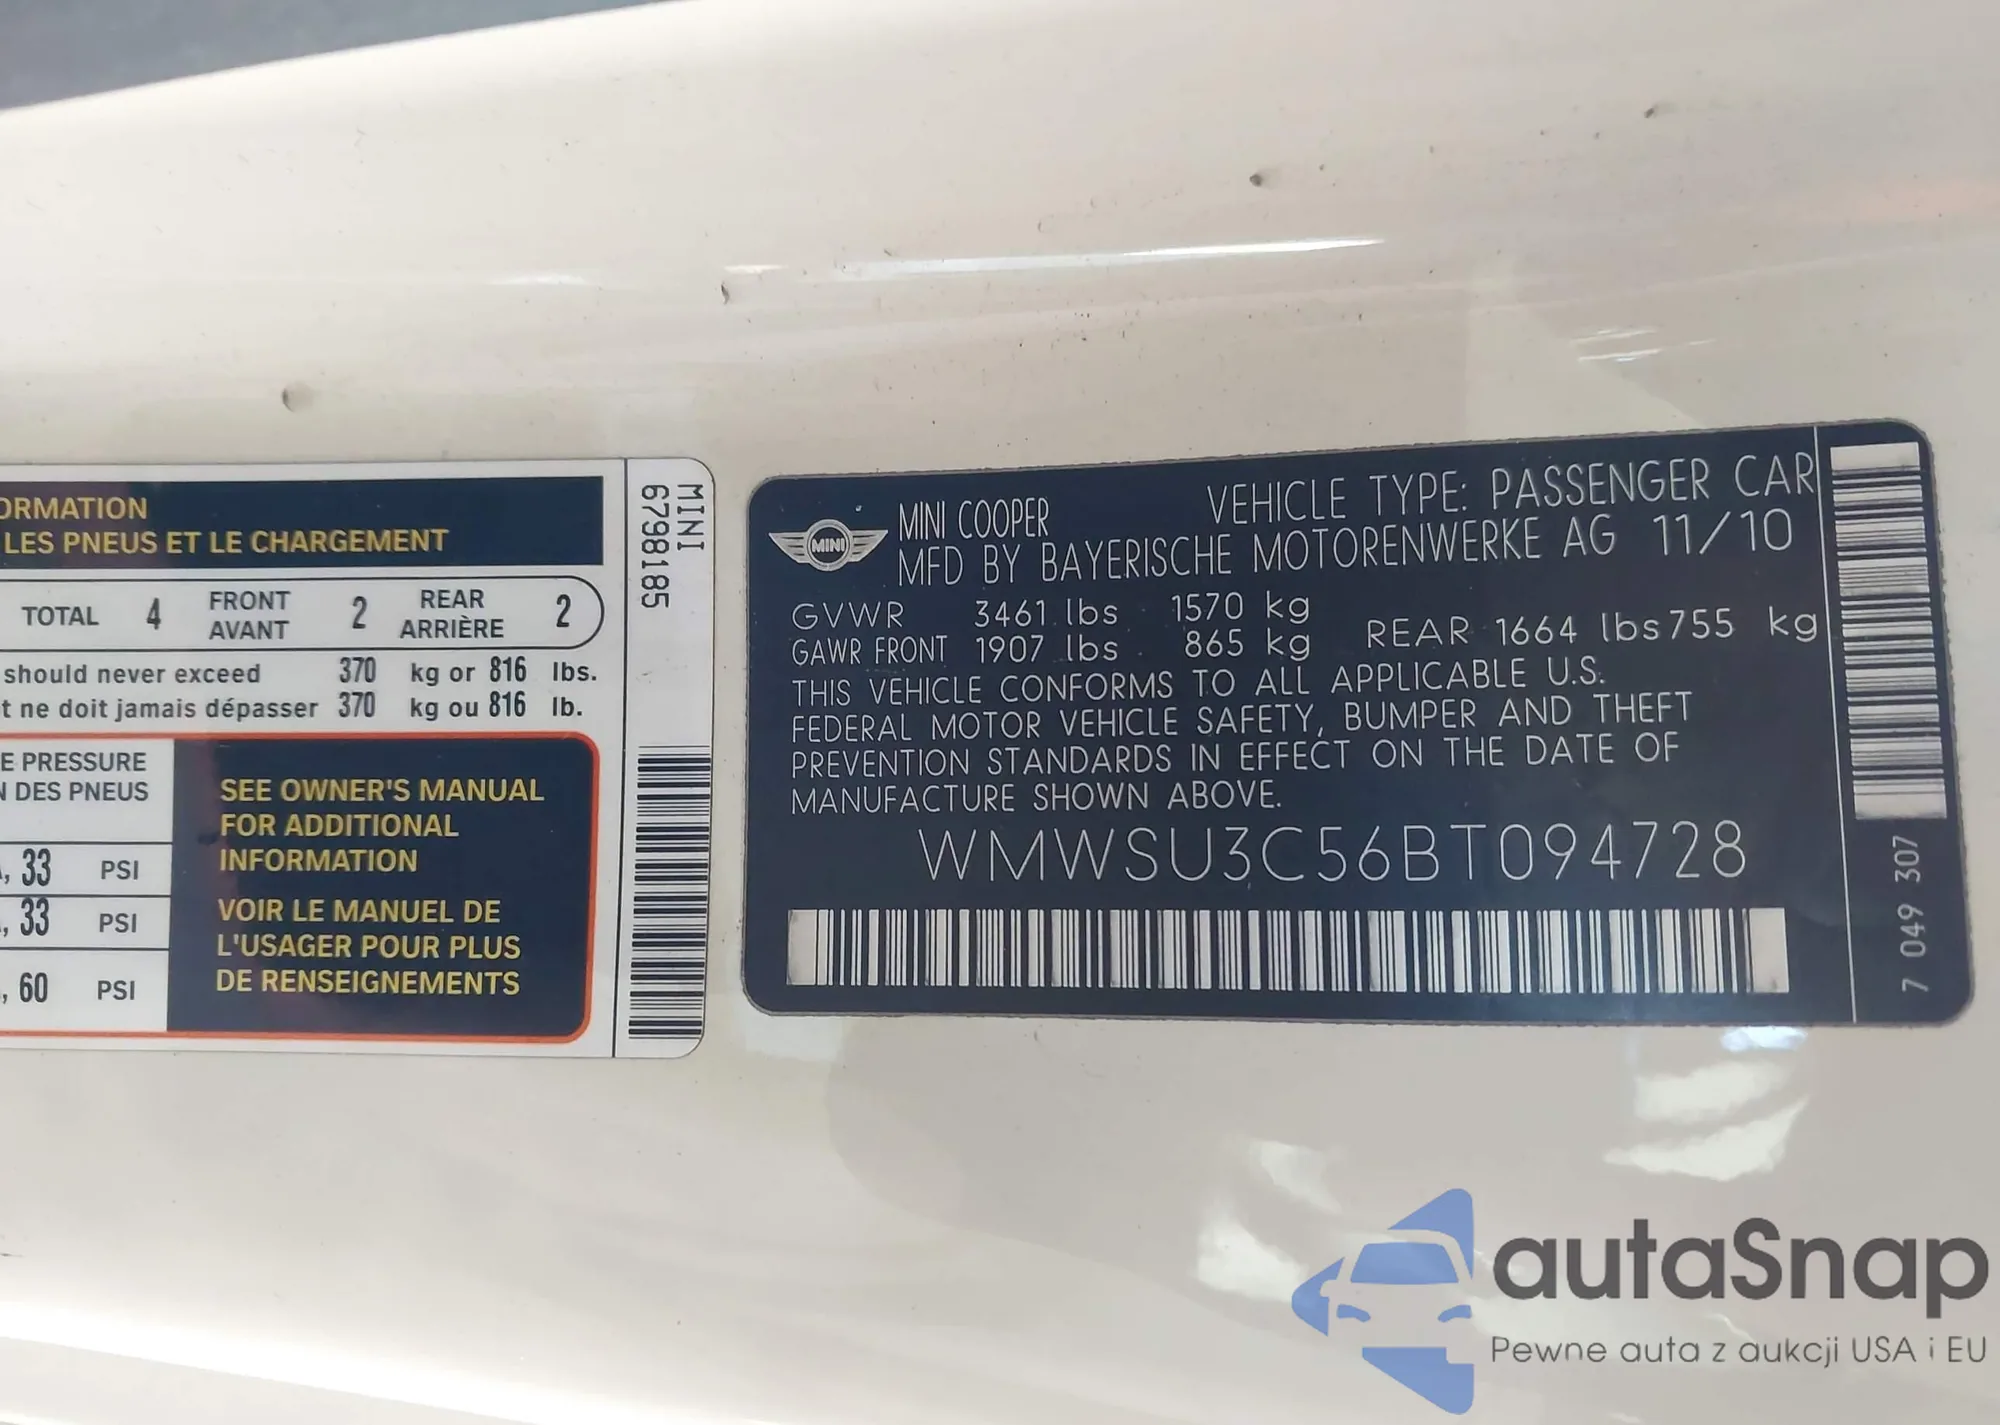 ORMATION
LES PNEUS ET LE CHARGEMENT
TOTAL 4 FRONT AVANT 2 REAR ARRIÈRE 2
should never exceed 370 kg or 816 lbs.
t ne doit jamais dépasser 370 kg ou 816 lb.
E PRESSURE
N DES PNEUS
, 33 PSI
, 33 PSI
, 60 PSI
SEE OWNER'S MANUAL
FOR ADDITIONAL
INFORMATION
VOIR LE MANUEL DE
L'USAGER POUR PLUS
DE RENSEIGNEMENTS
MINI
6798185
MINI
MINI COOPER VEHICLE TYPE: PASSENGER CAR
MFD BY BAYERISCHE MOTORENWERKE AG 11/10
GVWR 3461 lbs 1570 kg
GAWR FRONT 1907 lbs 865 kg REAR 1664 lbs 755 kg
THIS VEHICLE CONFORMS TO ALL APPLICABLE U.S.
FEDERAL MOTOR VEHICLE SAFETY, BUMPER AND THEFT
PREVENTION STANDARDS IN EFFECT ON THE DATE OF
MANUFACTURE SHOWN ABOVE.
WMWSU3C56BT094728
7 049 307
autaSnap
Pewne auta z aukcji USA i EU